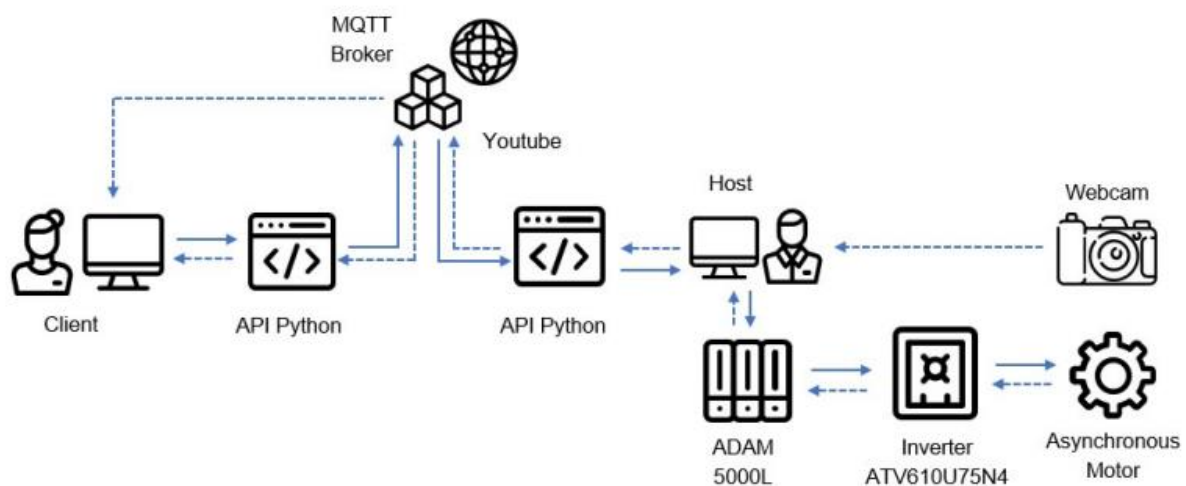 MQTT
Broker
Youtube
Host
Webcam
</>
</>
Client
API Python
API Python
ADAM
5000L
Inverter
ATV610U75N4
Asynchronous
Motor